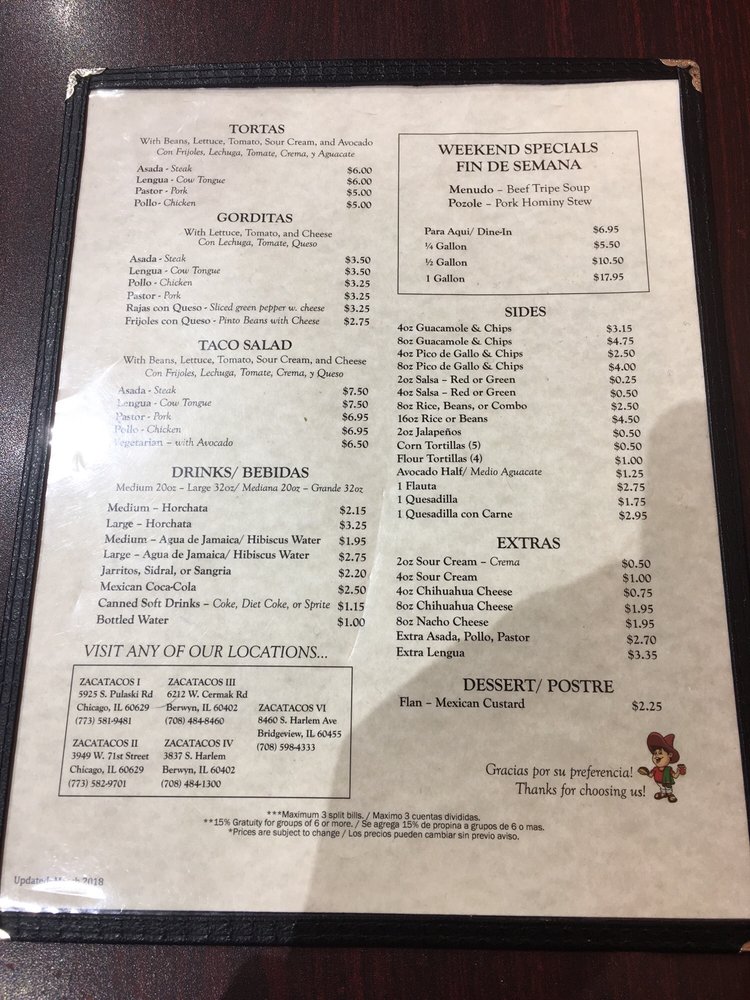 TORTAS
With Beans, Lettuce, Tomato, Sour Cream, and Avocado
Con Frijoles, Lechuga, Tomate, Crema, y Aguacate
Asada - Steak $6.00
Lengua - Cow Tongue $6.00
Pastor - Pork $5.00
Pollo - Chicken $5.00
GORDITAS
With Lettuce, Tomato, and Cheese
Con Lechuga, Tomate, Queso
Asada - Steak $3.50
Lengua - Cow Tongue $3.50
Pollo - Chicken $3.25
Pastor - Pork $3.25
Rajas con Queso - Sliced green pepper w. cheese $3.25
Frijoles con Queso - Pinto Beans with Cheese $2.75
TACO SALAD
With Beans, Lettuce, Tomato, Sour Cream, and Cheese
Con Frijoles, Lechuga, Tomate, Crema, y Queso
Asada - Steak $7.50
Lengua - Cow Tongue $7.50
Pastor - Pork $6.95
Pollo - Chicken $6.95
Vegetarian - with Avocado $6.50
DRINKS/ BEBIDAS
Medium 20oz – Large 32oz/ Mediana 20oz – Grande 32oz
Medium – Horchata $2.15
Large – Horchata $3.25
Medium – Agua de Jamaica/ Hibiscus Water $1.95
Large – Agua de Jamaica/ Hibiscus Water $2.75
Jarritos, Sidral, or Sangria $2.20
Mexican Coca-Cola $2.50
Canned Soft Drinks – Coke, Diet Coke, or Sprite $1.15
Bottled Water $1.00
VISIT ANY OF OUR LOCATIONS...
ZACATACOS I
5925 S. Pulaski Rd
Chicago, IL 60629
(773) 581-9481
ZACATACOS II
3949 W. 71st Street
Chicago, IL 60629
(773) 582-9701
ZACATACOS III
6212 W. Cermak Rd
Berwyn, IL 60402
(708) 484-8460
ZACATACOS IV
3837 S. Harlem
Berwyn, IL 60402
(708) 484-1300
ZACATACOS VI
8460 S. Harlem Ave
Bridgeview, IL 60455
(708) 598-4333
WEEKEND SPECIALS
FIN DE SEMANA
Menudo – Beef Tripe Soup
Pozole – Pork Hominy Stew
Para Aqui/ Dine-In $6.95
¼ Gallon $5.50
½ Gallon $10.50
1 Gallon $17.95
SIDES
4oz Guacamole & Chips $3.15
8oz Guacamole & Chips $4.75
4oz Pico de Gallo & Chips $2.50
8oz Pico de Gallo & Chips $4.00
2oz Salsa – Red or Green $0.25
4oz Salsa – Red or Green $0.50
8oz Rice, Beans, or Combo $2.50
16oz Rice or Beans $4.50
2oz Jalapeños $0.50
Corn Tortillas (5) $0.50
Flour Tortillas (4) $1.00
Avocado Half/ Medio Aguacate $1.25
1 Flauta $2.75
1 Quesadilla $1.75
1 Quesadilla con Carne $2.95
EXTRAS
2oz Sour Cream – Crema $0.50
4oz Sour Cream $1.00
4oz Chihuahua Cheese $0.75
8oz Chihuahua Cheese $1.95
8oz Nacho Cheese $1.95
Extra Asada, Pollo, Pastor $2.70
Extra Lengua $3.35
DESSERT/ POSTRE
Flan – Mexican Custard $2.25
Gracias por su preferencia!
Thanks for choosing us!
***Maximum 3 split bills. / Maximo 3 cuentas divididas.
**15% Gratuity for groups of 6 or more. / Se agrega 15% de propina a grupos de 6 o mas.
*Prices are subject to change / Los precios pueden cambiar sin previo aviso.
Updated: March 2018